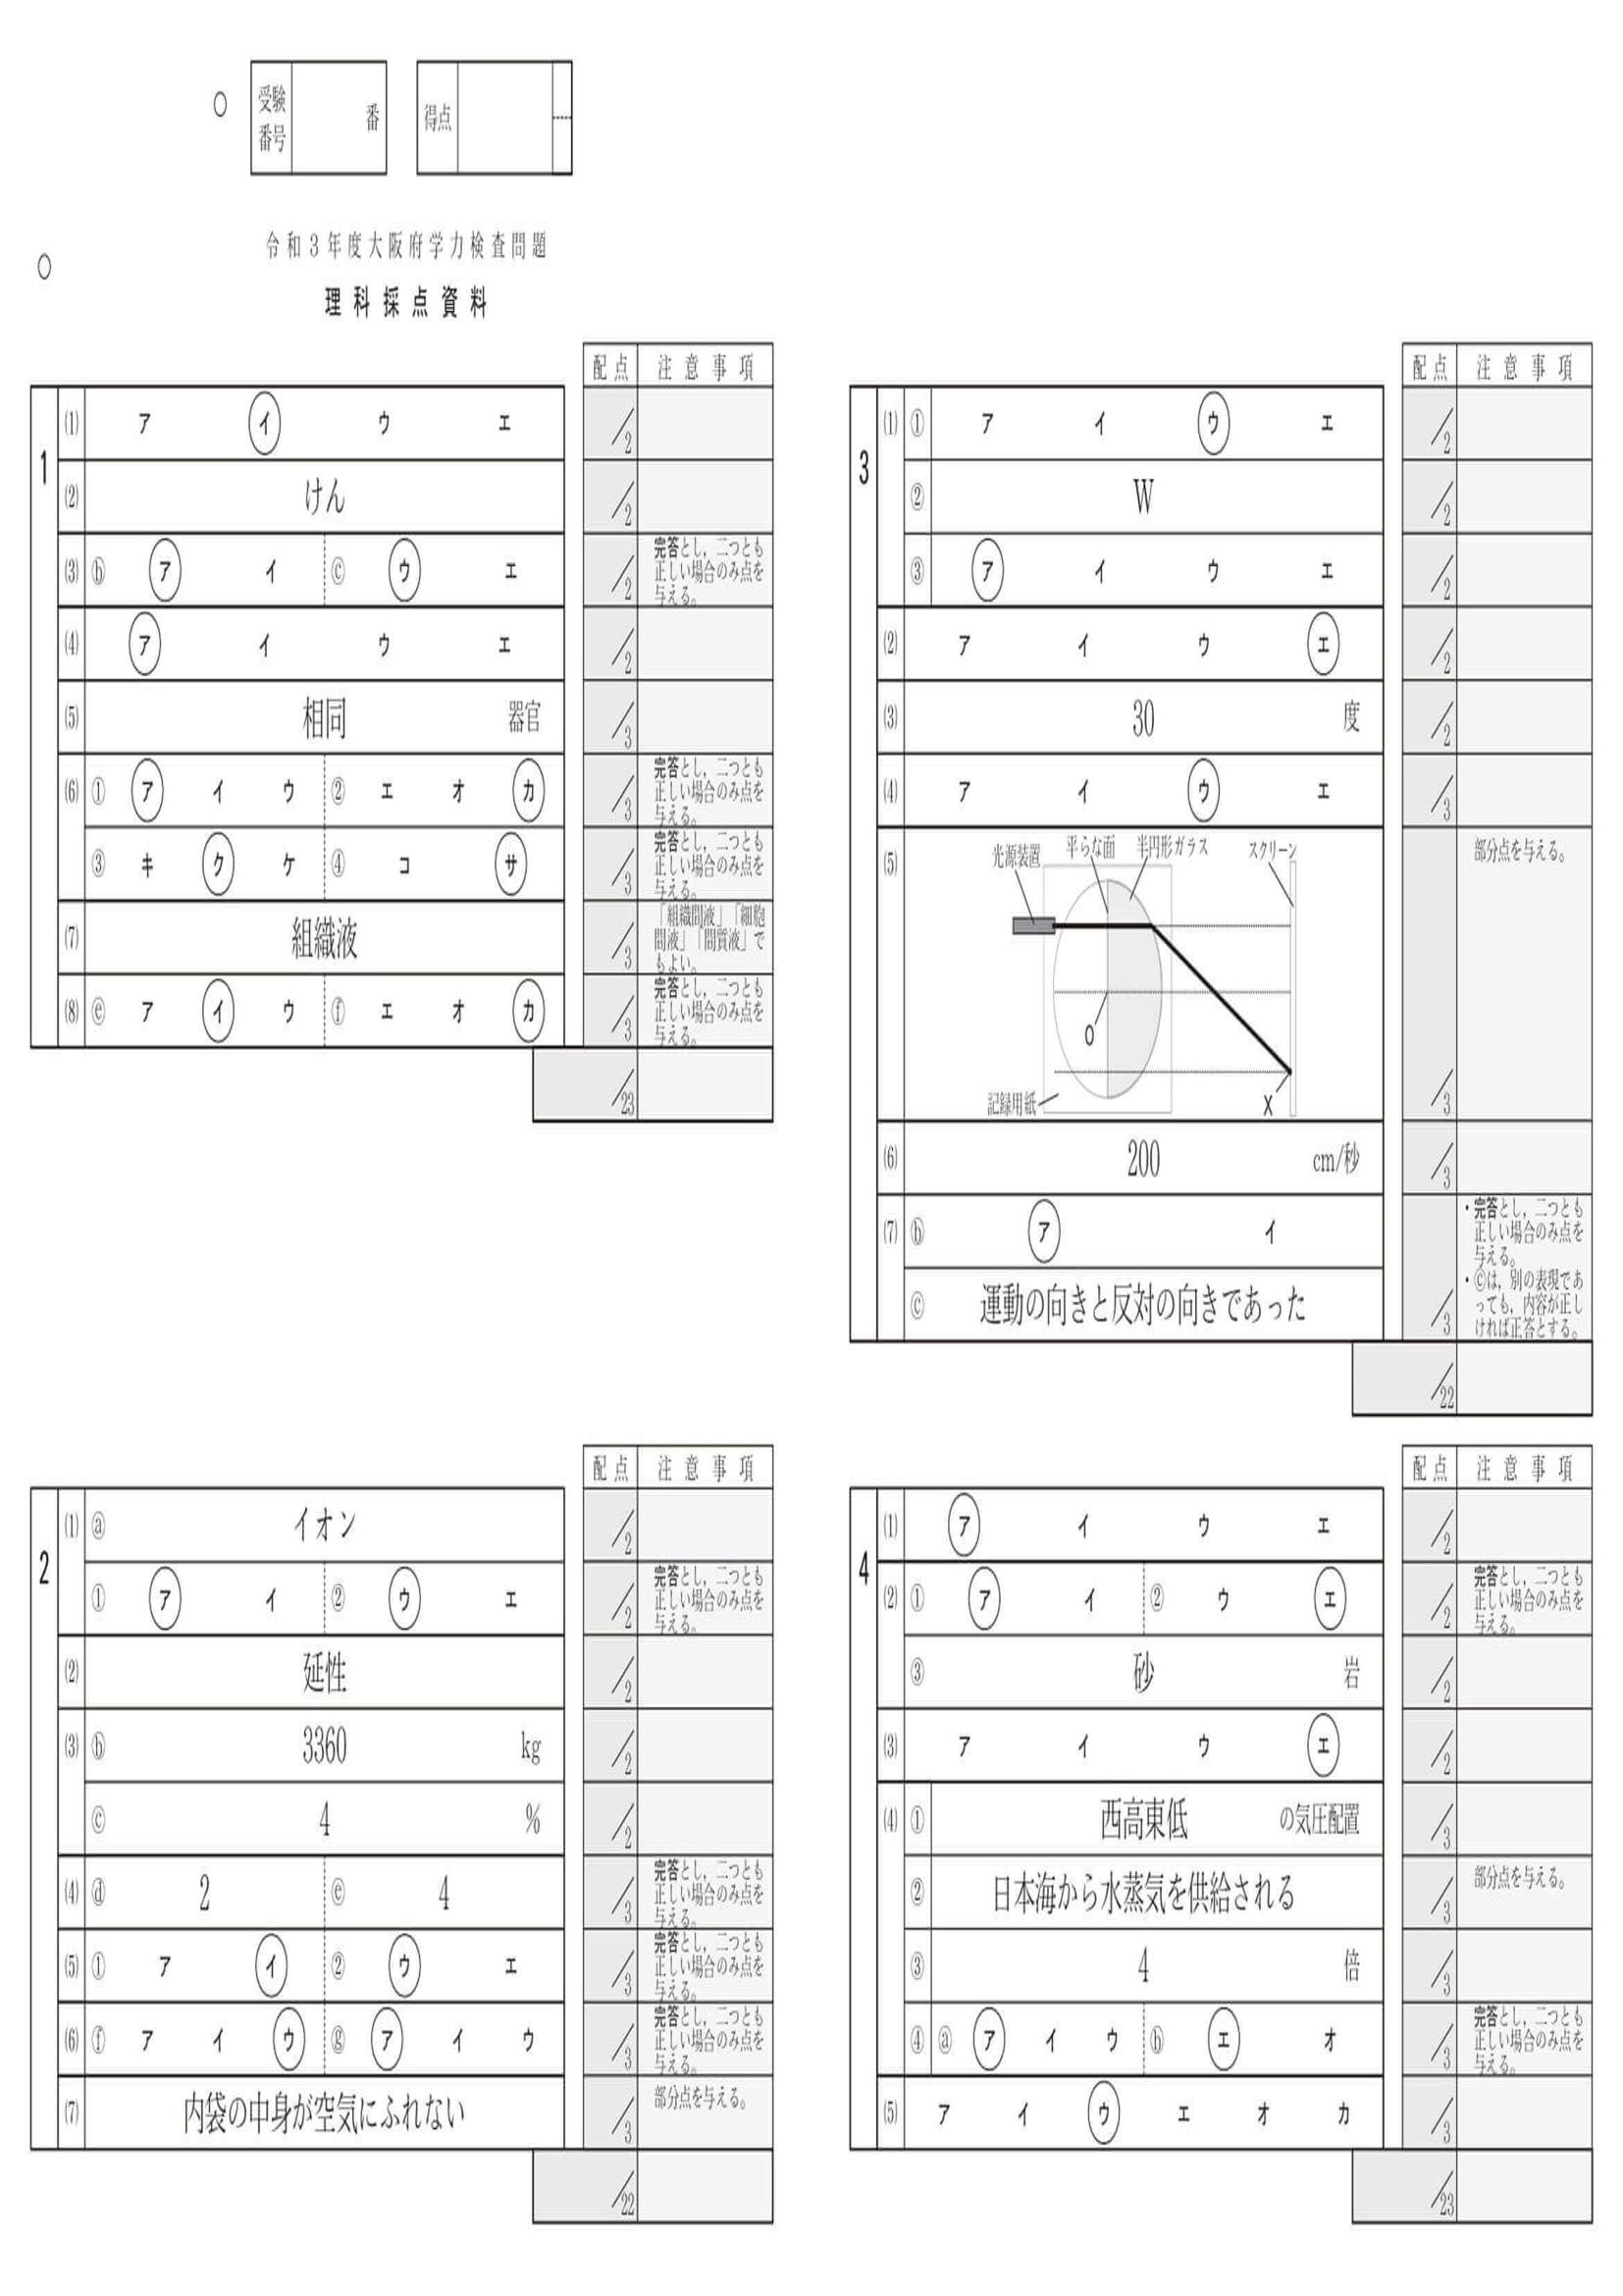 受験番号 番
得点
令和3年度大阪府学力検査問題
理科採点資料
配点 注意事項
1
(1) ア イ ウ エ /2
(2) けん /2
(3) ⓑ ア イ ⓒ ウ エ /2
完答とし，二つとも
正しい場合のみ点を
与える。
(4) ア イ ウ エ /2
(5) 相同 器官 /3
(6) ① ア イ ウ ② エ オ カ /3
完答とし，二つとも
正しい場合のみ点を
与える。
③ キ ク ケ ④ コ サ /3
完答とし，二つとも
正しい場合のみ点を
与える。
(7) 組織液 /3
「組織間液」「細胞
間液」「間質液」で
もよい。
(8) ⓔ ア イ ウ ⓕ エ オ カ /3
完答とし，二つとも
正しい場合のみ点を
与える。
/23
配点 注意事項
2
(1) ⓐ イオン /2
① ア イ ② ウ エ /2
完答とし，二つとも
正しい場合のみ点を
与える。
(2) 延性 /2
(3) ⓑ 3360 kg /2
ⓒ 4 % /2
(4) ⓓ 2 ⓔ 4 /3
完答とし，二つとも
正しい場合のみ点を
与える。
(5) ① ア イ ② ウ エ /3
完答とし，二つとも
正しい場合のみ点を
与える。
(6) ⓕ ア イ ウ ⓖ ア イ ウ /3
完答とし，二つとも
正しい場合のみ点を
与える。
(7) 内袋の中身が空気にふれない /3
部分点を与える。
/22
配点 注意事項
3
(1) ① ア イ ウ エ /2
② W /2
③ ア イ ウ エ /2
(2) ア イ ウ エ /2
(3) 30 度 /2
(4) ア イ ウ エ /3
(5) 光源装置 平らな面 半円形ガラス スクリーン
O
記録用紙 X
/3
部分点を与える。
(6) 200 cm/秒 /3
(7) ⓑ ア イ
ⓒ 運動の向きと反対の向きであった /3
・完答とし，二つとも
正しい場合のみ点を
与える。
・ⓒは，別の表現であ
っても，内容が正し
ければ正答とする。
/22
配点 注意事項
4
(1) ア イ ウ エ /2
(2) ① ア イ ② ウ エ /2
完答とし，二つとも
正しい場合のみ点を
与える。
③ 砂 岩 /2
(3) ア イ ウ エ /2
(4) ① 西高東低 の気圧配置 /3
② 日本海から水蒸気を供給される /3
部分点を与える。
③ 4 倍 /3
④ ⓐ ア イ ウ ⓑ エ オ /3
完答とし，二つとも
正しい場合のみ点を
与える。
(5) ア イ ウ エ オ カ /3
/23